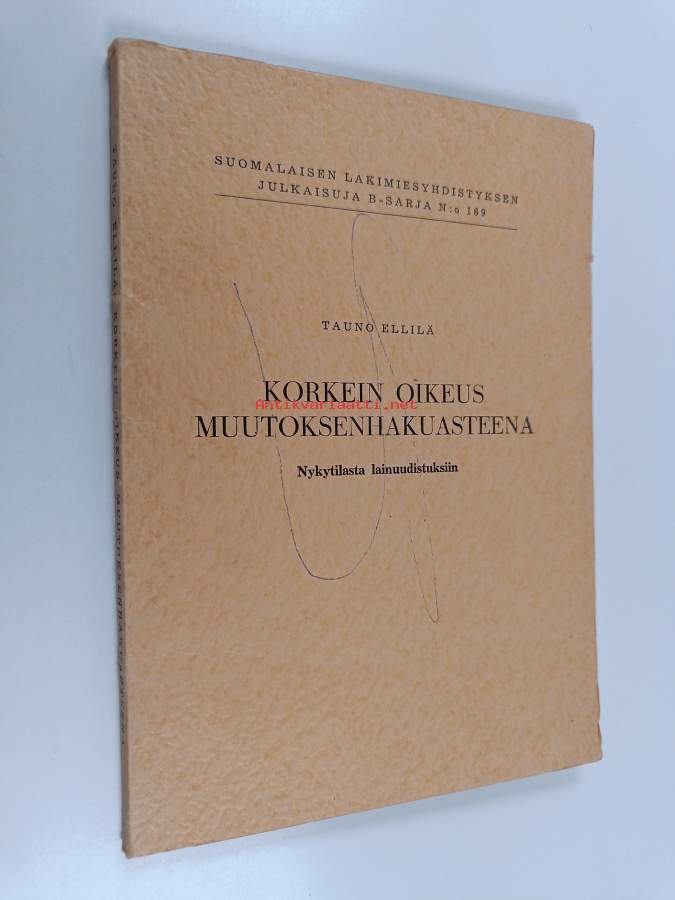 SUOMALAISEN LAKIMIESYHDISTYKSEN
JULKAISUJA B-SARJA N:o 169
TAUNO ELLILÄ
KORKEIN OIKEUS
Antikvariaatti.net
MUUTOKSENHAKUASTEENA
Nykytilasta lainuudistuksiin
TAUNO ELLILÄ: KORKEIN OIKEUS MUUTOKSENHAKUASTEENA